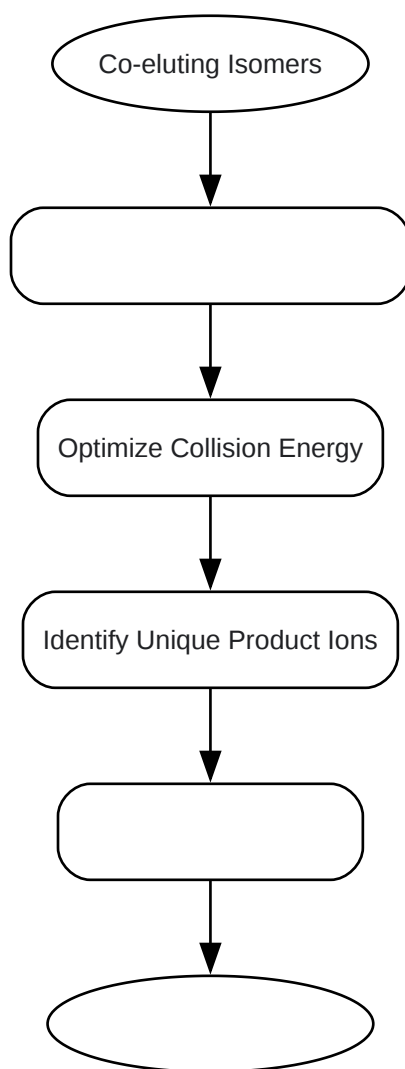 Co-eluting Isomers
Optimize Collision Energy
Identify Unique Product Ions